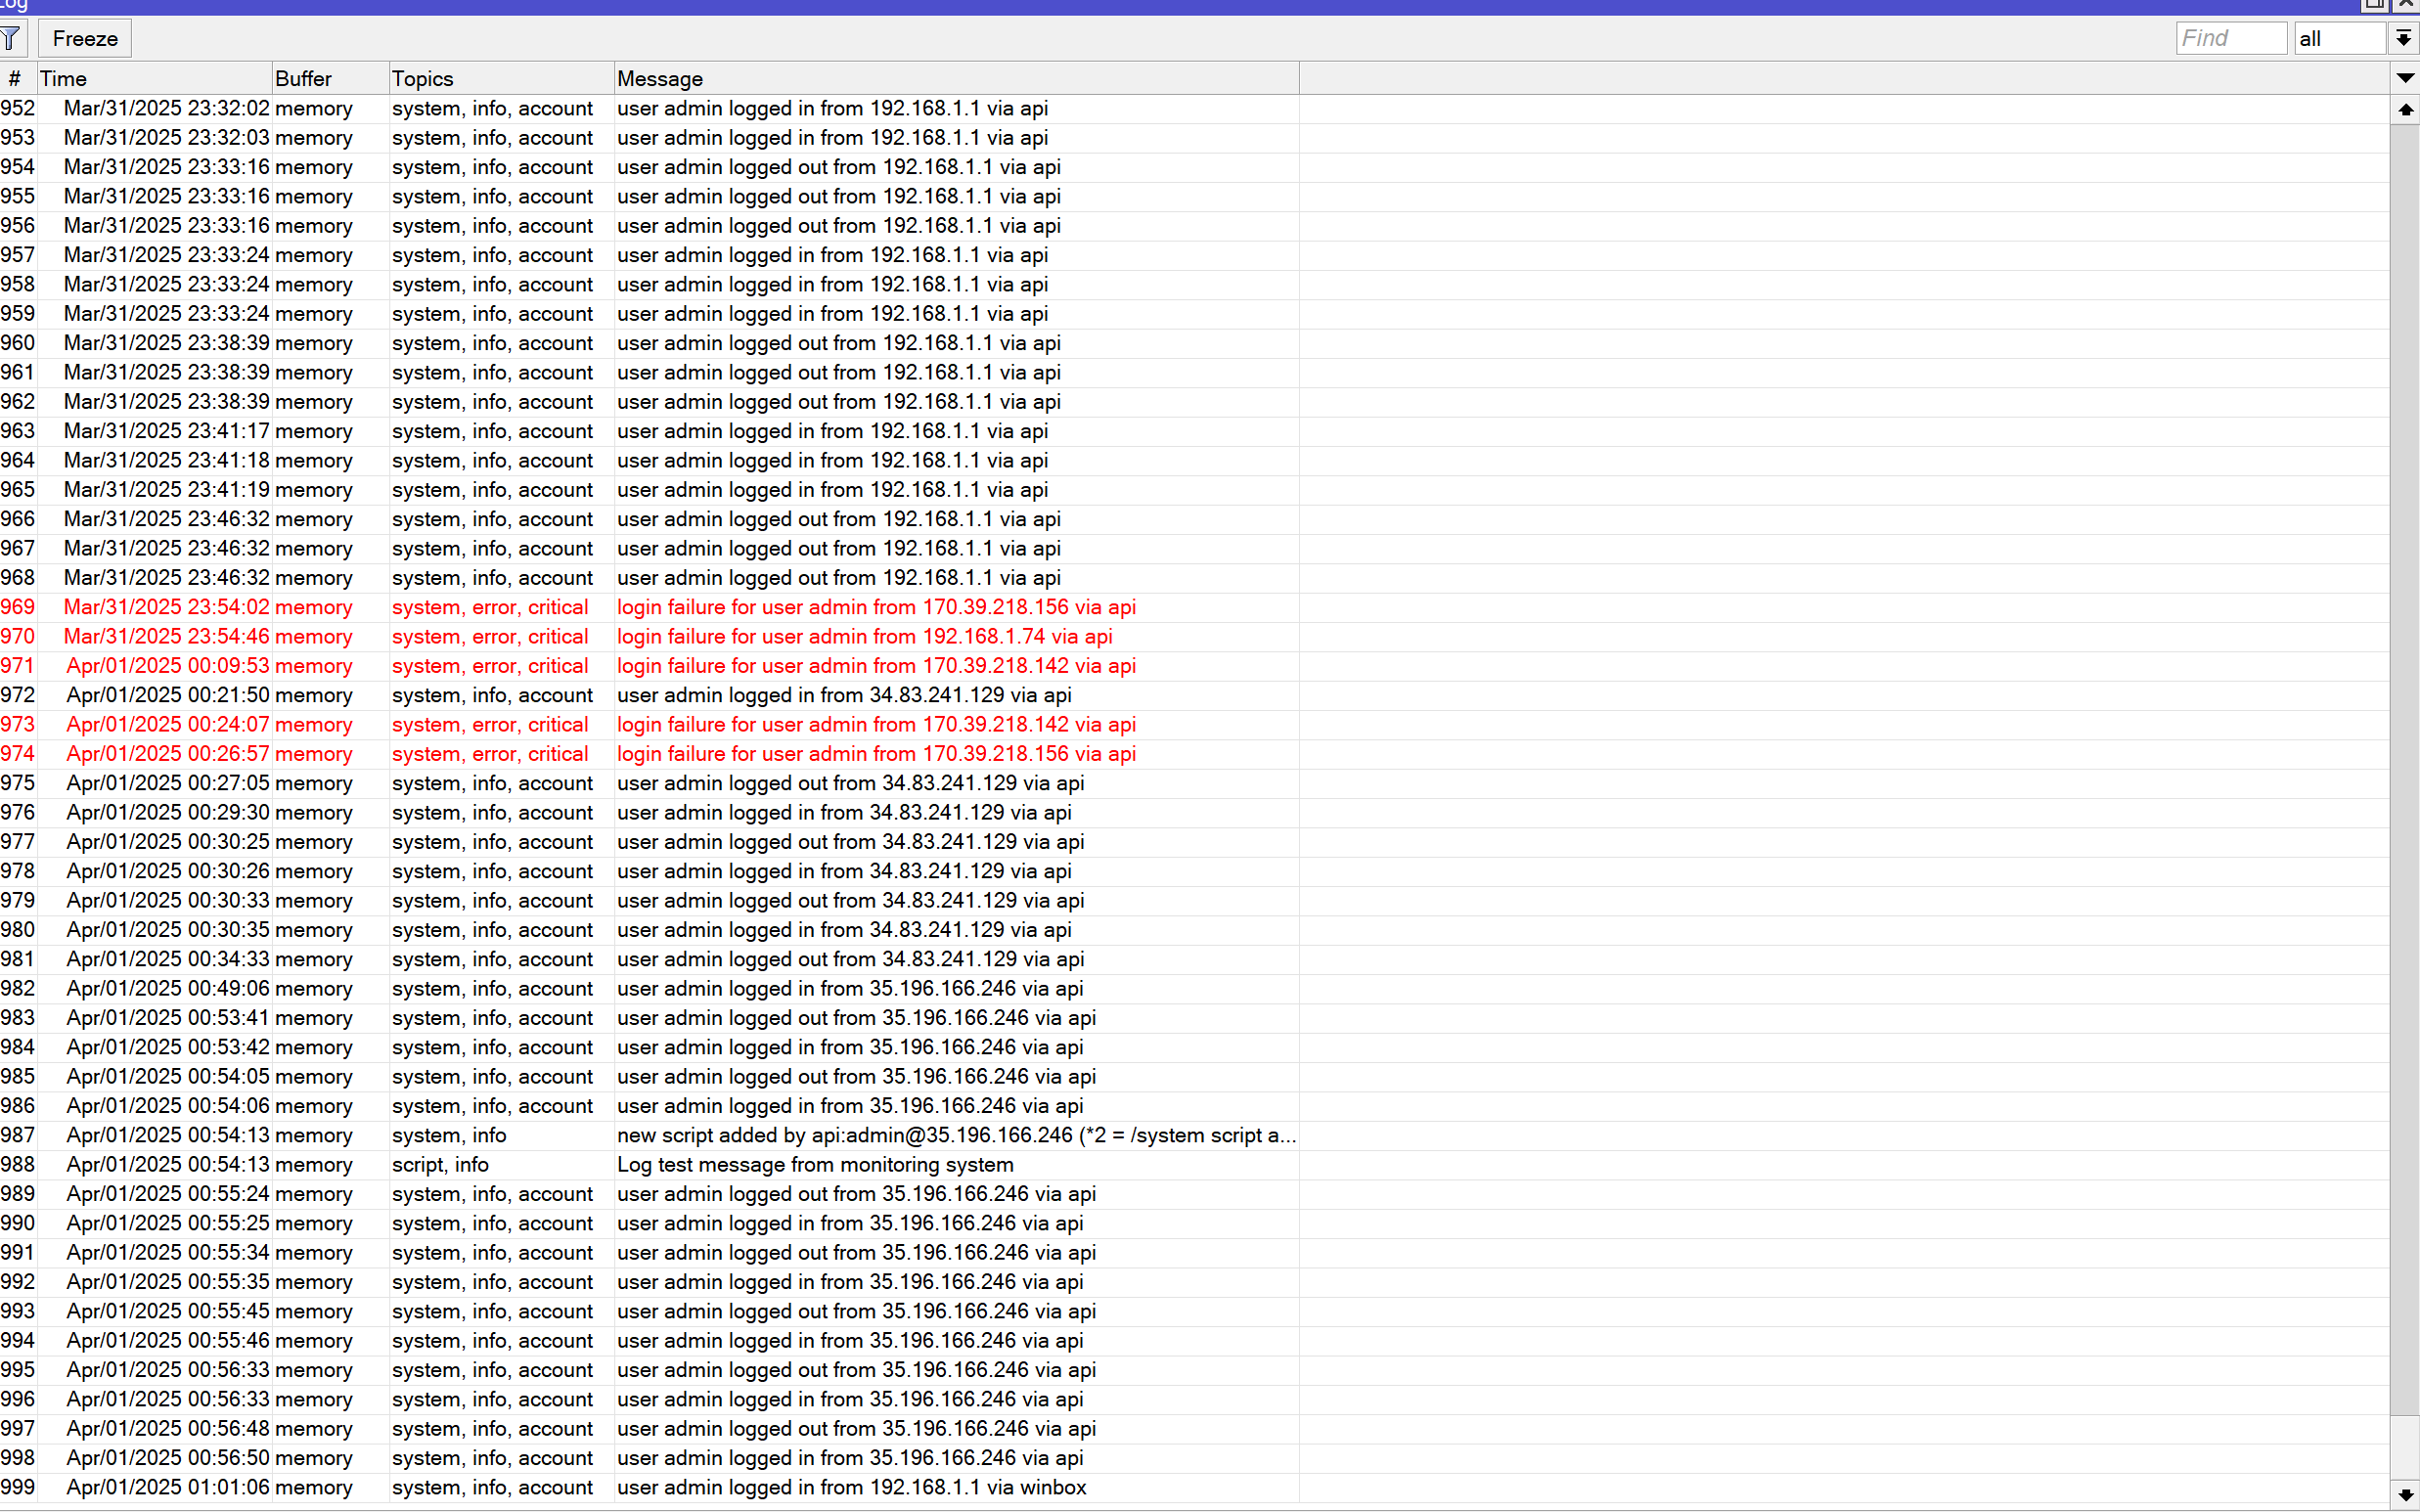 Log
Freeze
Find
all
# Time Buffer Topics Message
952 Mar/31/2025 23:32:02 memory system, info, account user admin logged in from 192.168.1.1 via api
953 Mar/31/2025 23:32:03 memory system, info, account user admin logged in from 192.168.1.1 via api
954 Mar/31/2025 23:33:16 memory system, info, account user admin logged out from 192.168.1.1 via api
955 Mar/31/2025 23:33:16 memory system, info, account user admin logged out from 192.168.1.1 via api
956 Mar/31/2025 23:33:16 memory system, info, account user admin logged out from 192.168.1.1 via api
957 Mar/31/2025 23:33:24 memory system, info, account user admin logged in from 192.168.1.1 via api
958 Mar/31/2025 23:33:24 memory system, info, account user admin logged in from 192.168.1.1 via api
959 Mar/31/2025 23:33:24 memory system, info, account user admin logged in from 192.168.1.1 via api
960 Mar/31/2025 23:38:39 memory system, info, account user admin logged out from 192.168.1.1 via api
961 Mar/31/2025 23:38:39 memory system, info, account user admin logged out from 192.168.1.1 via api
962 Mar/31/2025 23:38:39 memory system, info, account user admin logged out from 192.168.1.1 via api
963 Mar/31/2025 23:41:17 memory system, info, account user admin logged in from 192.168.1.1 via api
964 Mar/31/2025 23:41:18 memory system, info, account user admin logged in from 192.168.1.1 via api
965 Mar/31/2025 23:41:19 memory system, info, account user admin logged in from 192.168.1.1 via api
966 Mar/31/2025 23:46:32 memory system, info, account user admin logged out from 192.168.1.1 via api
967 Mar/31/2025 23:46:32 memory system, info, account user admin logged out from 192.168.1.1 via api
968 Mar/31/2025 23:46:32 memory system, info, account user admin logged out from 192.168.1.1 via api
969 Mar/31/2025 23:54:02 memory system, error, critical login failure for user admin from 170.39.218.156 via api
970 Mar/31/2025 23:54:46 memory system, error, critical login failure for user admin from 192.168.1.74 via api
971 Apr/01/2025 00:09:53 memory system, error, critical login failure for user admin from 170.39.218.142 via api
972 Apr/01/2025 00:21:50 memory system, info, account user admin logged in from 34.83.241.129 via api
973 Apr/01/2025 00:24:07 memory system, error, critical login failure for user admin from 170.39.218.142 via api
974 Apr/01/2025 00:26:57 memory system, error, critical login failure for user admin from 170.39.218.156 via api
975 Apr/01/2025 00:27:05 memory system, info, account user admin logged out from 34.83.241.129 via api
976 Apr/01/2025 00:29:30 memory system, info, account user admin logged in from 34.83.241.129 via api
977 Apr/01/2025 00:30:25 memory system, info, account user admin logged out from 34.83.241.129 via api
978 Apr/01/2025 00:30:26 memory system, info, account user admin logged in from 34.83.241.129 via api
979 Apr/01/2025 00:30:33 memory system, info, account user admin logged out from 34.83.241.129 via api
980 Apr/01/2025 00:30:35 memory system, info, account user admin logged in from 34.83.241.129 via api
981 Apr/01/2025 00:34:33 memory system, info, account user admin logged out from 34.83.241.129 via api
982 Apr/01/2025 00:49:06 memory system, info, account user admin logged in from 35.196.166.246 via api
983 Apr/01/2025 00:53:41 memory system, info, account user admin logged out from 35.196.166.246 via api
984 Apr/01/2025 00:53:42 memory system, info, account user admin logged in from 35.196.166.246 via api
985 Apr/01/2025 00:54:05 memory system, info, account user admin logged out from 35.196.166.246 via api
986 Apr/01/2025 00:54:06 memory system, info, account user admin logged in from 35.196.166.246 via api
987 Apr/01/2025 00:54:13 memory system, info new script added by api:admin@35.196.166.246 (*2 = /system script a...
988 Apr/01/2025 00:54:13 memory script, info Log test message from monitoring system
989 Apr/01/2025 00:55:24 memory system, info, account user admin logged out from 35.196.166.246 via api
990 Apr/01/2025 00:55:25 memory system, info, account user admin logged in from 35.196.166.246 via api
991 Apr/01/2025 00:55:34 memory system, info, account user admin logged out from 35.196.166.246 via api
992 Apr/01/2025 00:55:35 memory system, info, account user admin logged in from 35.196.166.246 via api
993 Apr/01/2025 00:55:45 memory system, info, account user admin logged out from 35.196.166.246 via api
994 Apr/01/2025 00:55:46 memory system, info, account user admin logged in from 35.196.166.246 via api
995 Apr/01/2025 00:56:33 memory system, info, account user admin logged out from 35.196.166.246 via api
996 Apr/01/2025 00:56:33 memory system, info, account user admin logged in from 35.196.166.246 via api
997 Apr/01/2025 00:56:48 memory system, info, account user admin logged out from 35.196.166.246 via api
998 Apr/01/2025 00:56:50 memory system, info, account user admin logged in from 35.196.166.246 via api
999 Apr/01/2025 01:01:06 memory system, info, account user admin logged in from 192.168.1.1 via winbox